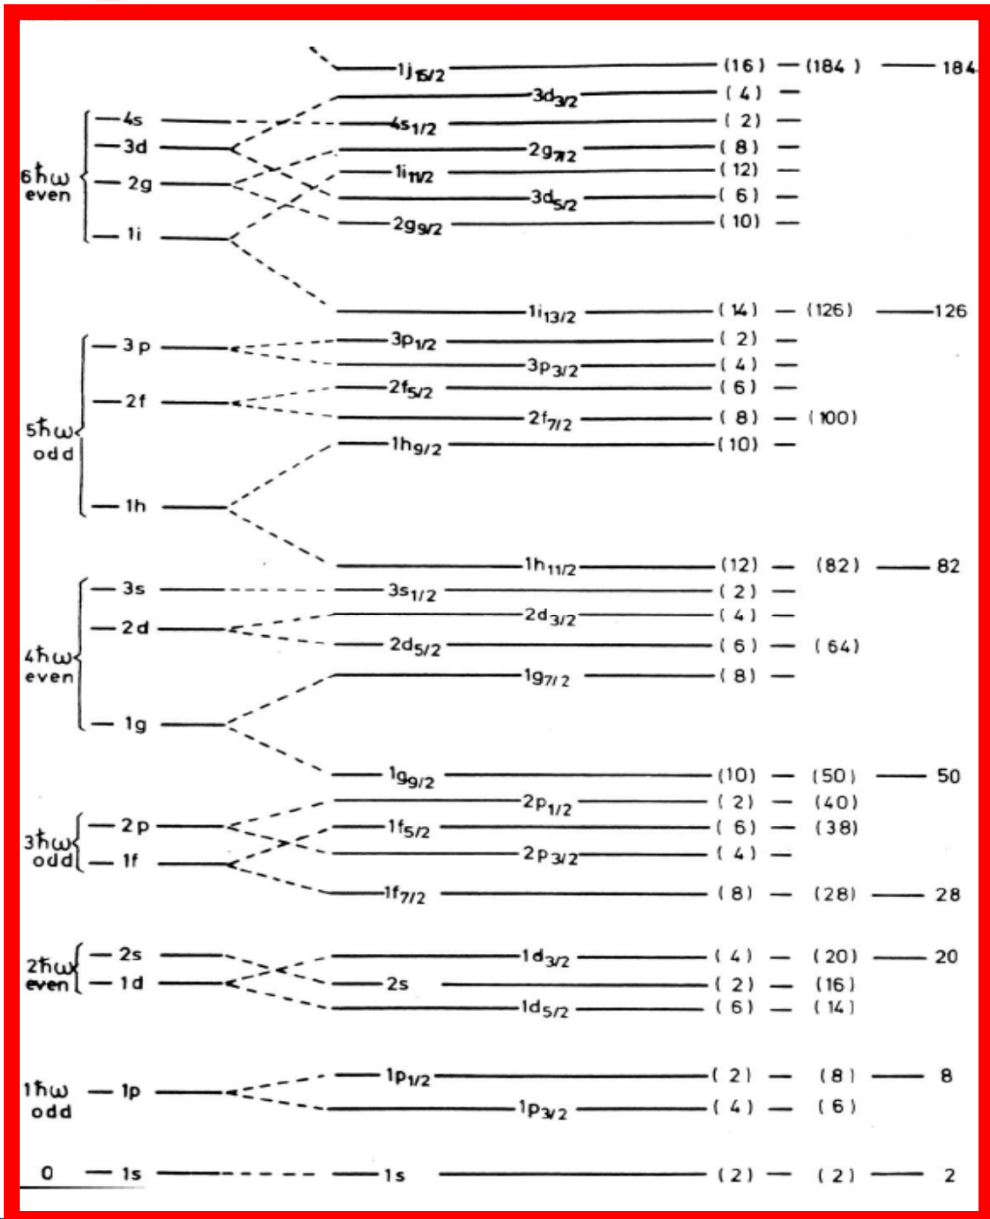 1j15/2 (16) (184) 184
3d3/2 (4)
4s 4s1/2 (2)
3d 2g7/2 (8)
6ħω even 2g 1i11/2 (12)
3d5/2 (6)
2g9/2 (10)
1i
1i13/2 (14) (126) 126
3p 3p1/2 (2)
3p3/2 (4)
2f5/2 (6)
2f 2f7/2 (8) (100)
5ħω odd 1h9/2 (10)
1h
1h11/2 (12) (82) 82
3s 3s1/2 (2)
2d3/2 (4)
2d 2d5/2 (6) (64)
4ħω even 1g7/2 (8)
1g
1g9/2 (10) (50) 50
2p1/2 (2) (40)
2p 1f5/2 (6) (38)
3ħω odd 1f 2p3/2 (4)
1f7/2 (8) (28) 28
2s 1d3/2 (4) (20) 20
2ħω even 1d 2s (2) (16)
1d5/2 (6) (14)
1p1/2 (2) (8) 8
1ħω odd 1p 1p3/2 (4) (6)
0 1s 1s (2) (2) 2